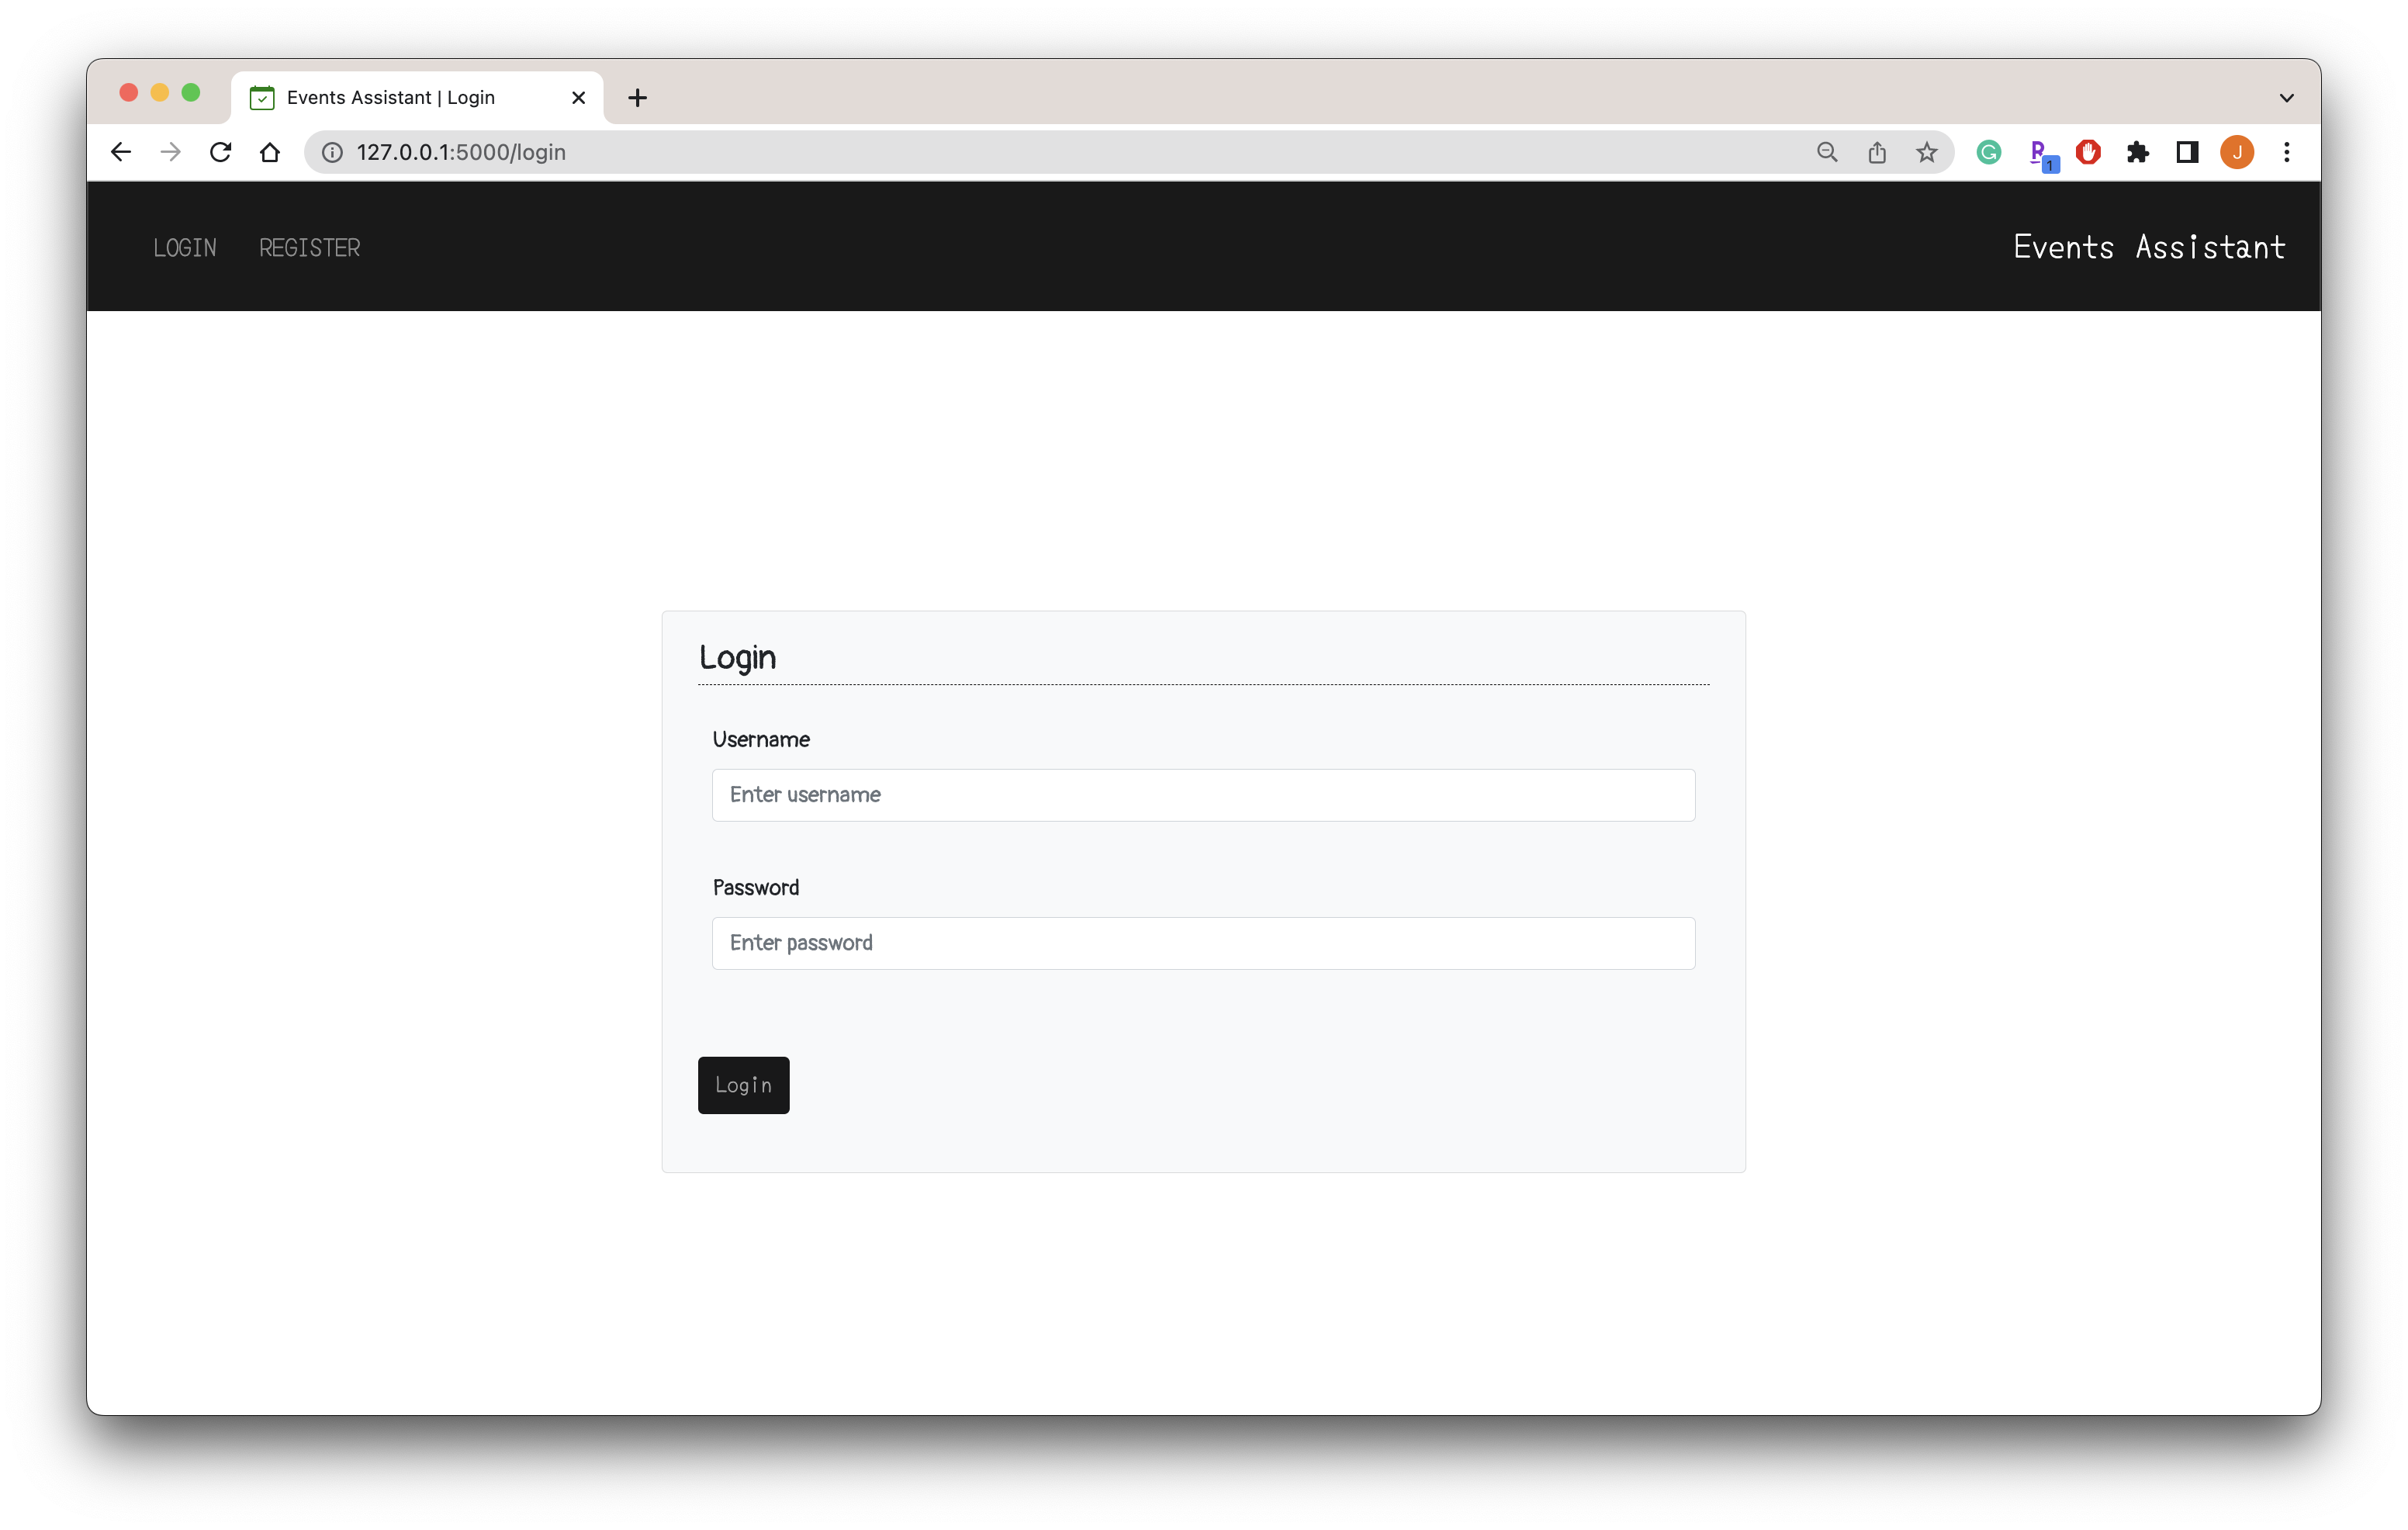 Events Assistant | Login
127.0.0.1:5000/login
1
J
LOGIN REGISTER Events Assistant
Login
Username
Enter username
Password
Enter password
Login